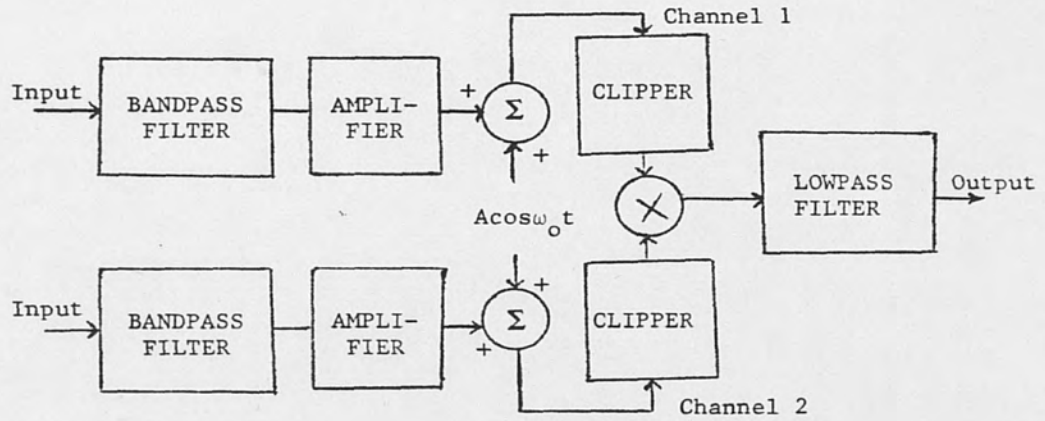 Channel 1
Input
BANDPASS
FILTER
AMPLI-
FIER
+
Σ
+
CLIPPER
Acosω₀t
×
LOWPASS
FILTER
Output
Input
BANDPASS
FILTER
AMPLI-
FIER
+
Σ
+
CLIPPER
Channel 2